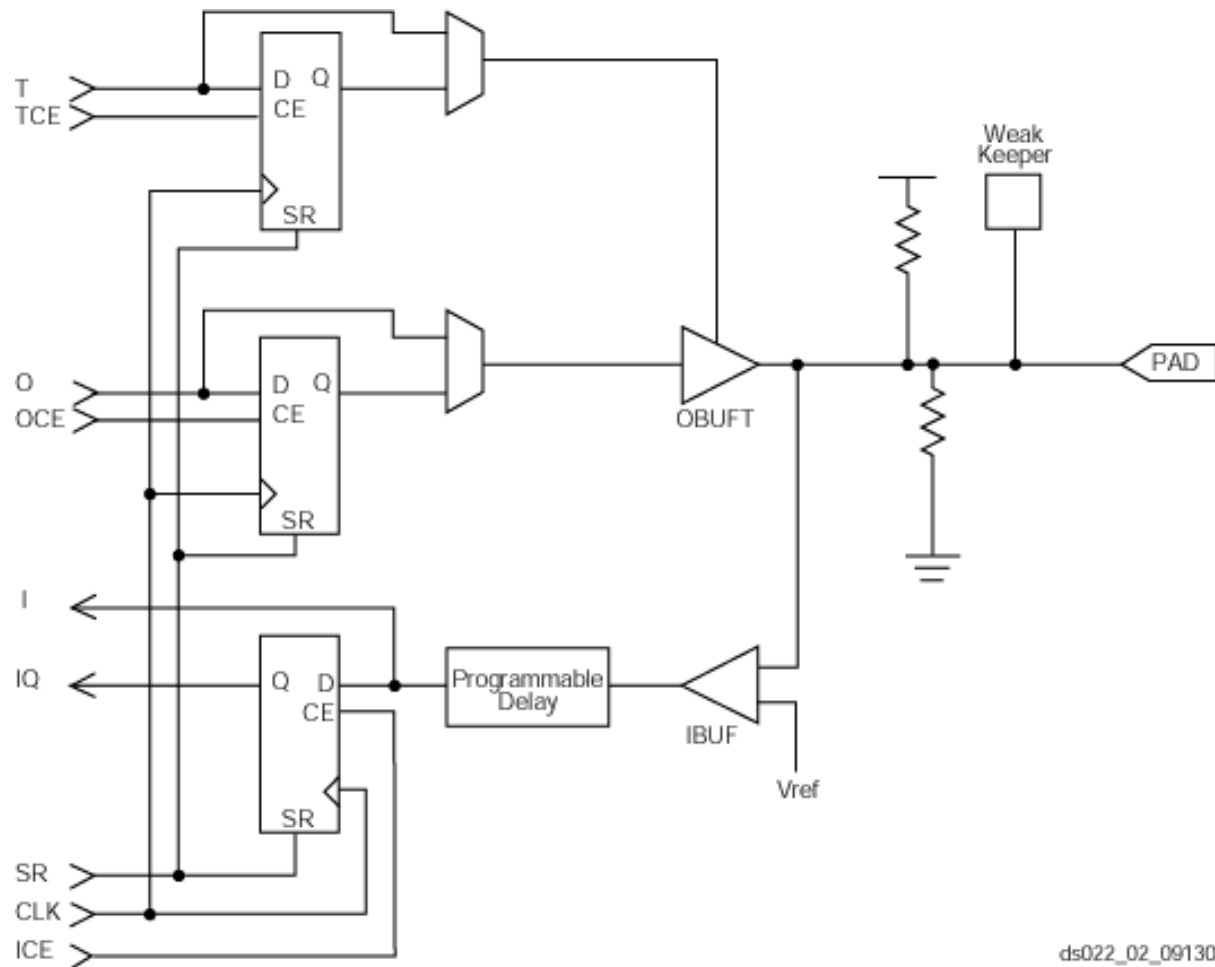 T
TCE
D Q
CE
SR
Weak
Keeper
O
OCE
D Q
CE
SR
OBUFT
PAD
I
IQ
Q D
CE
SR
Programmable
Delay
IBUF
Vref
SR
CLK
ICE
ds022_02_09130